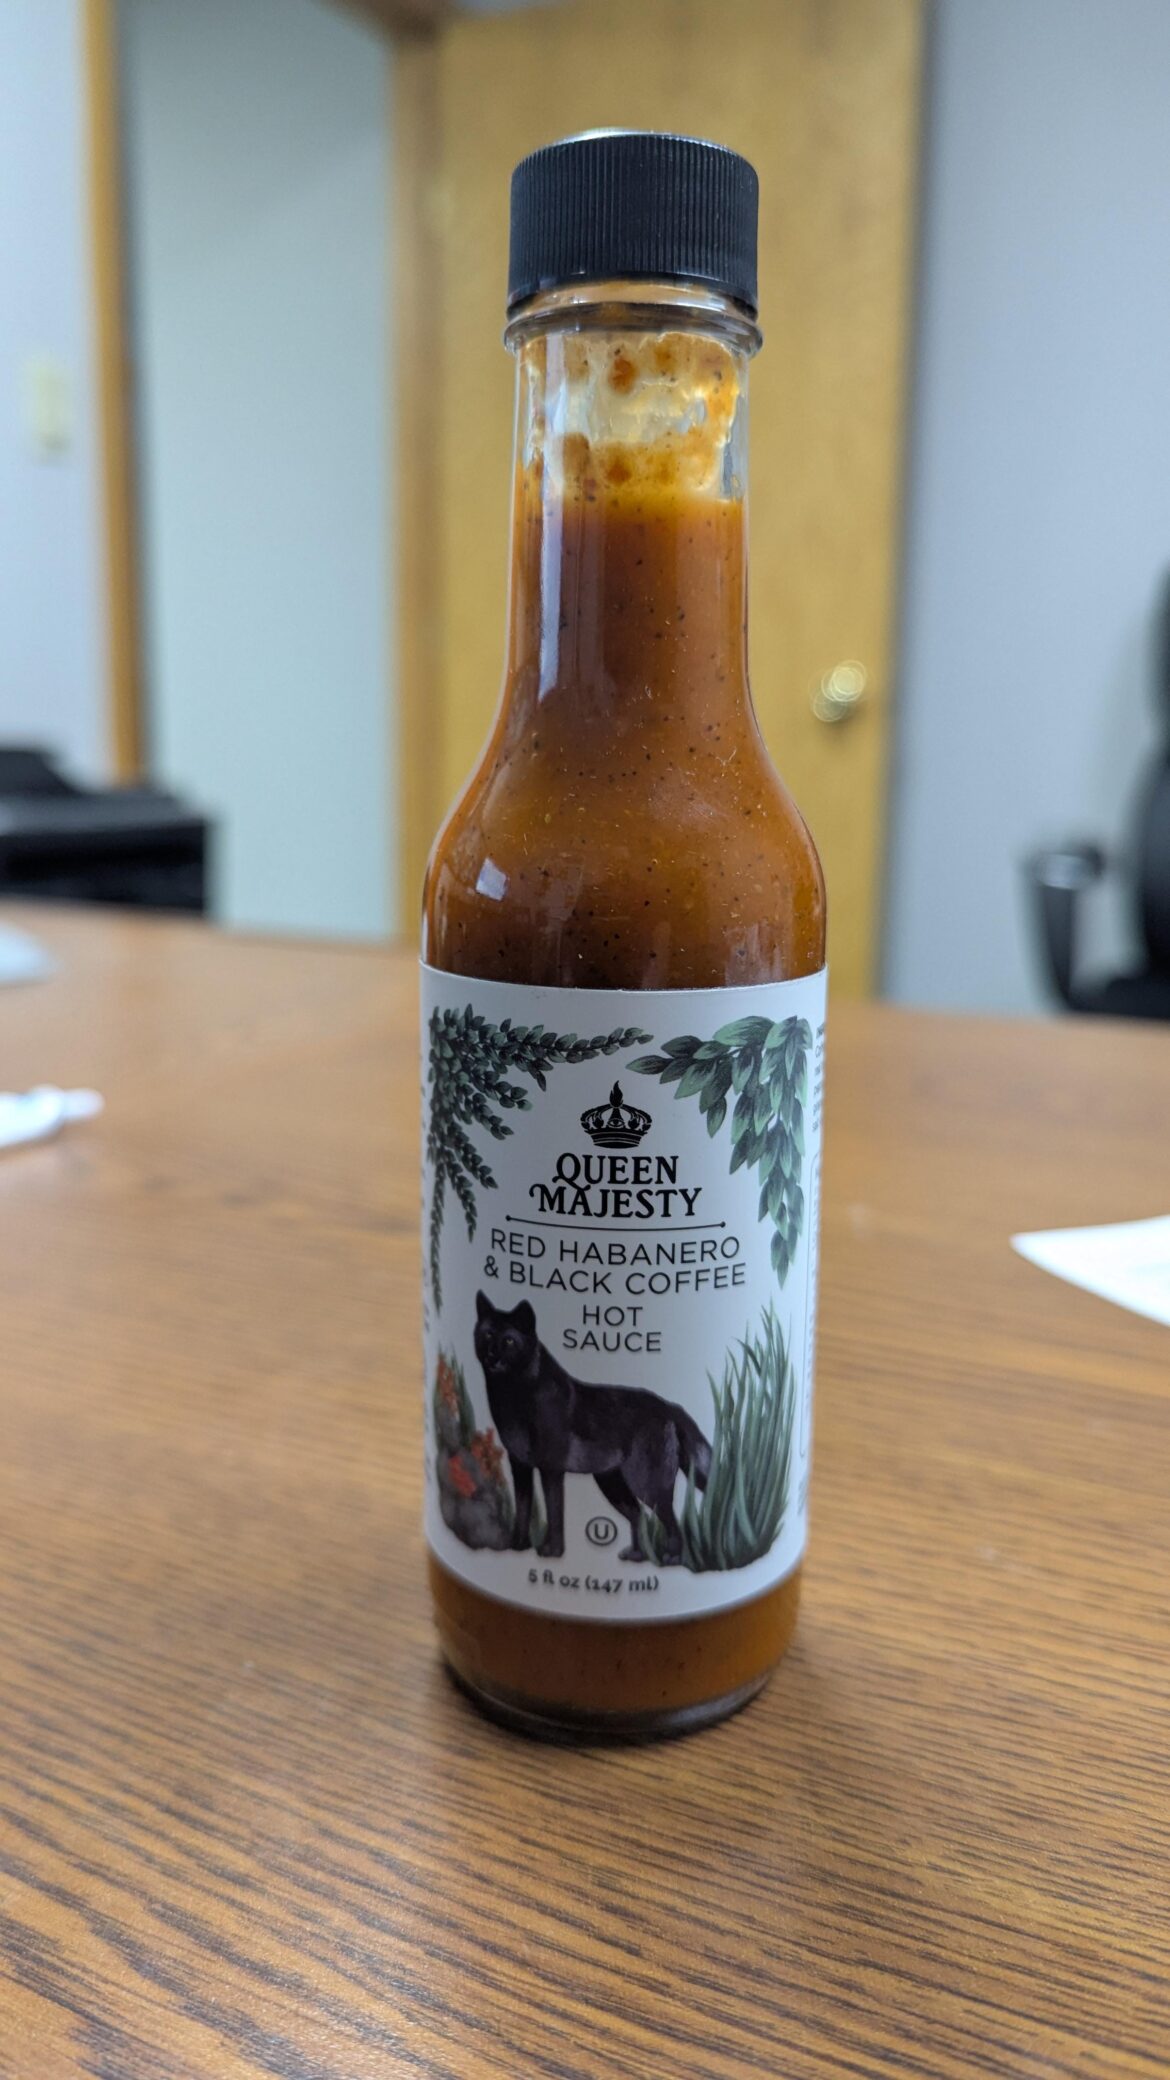 QUEEN
MAJESTY
RED HABANERO
& BLACK COFFEE
HOT
SAUCE
U
5 fl oz (147 ml)